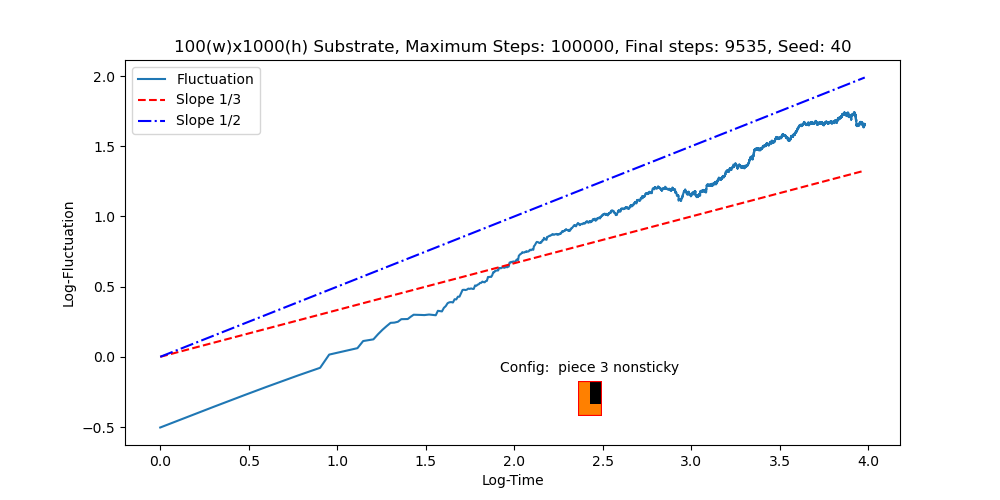 100(w)x1000(h) Substrate, Maximum Steps: 100000, Final steps: 9535, Seed: 40
Fluctuation
Slope 1/3
Slope 1/2
Log-Fluctuation
2.0
1.5
1.0
0.5
0.0
−0.5
Config:  piece 3 nonsticky
0.0 0.5 1.0 1.5 2.0 2.5 3.0 3.5 4.0
Log-Time